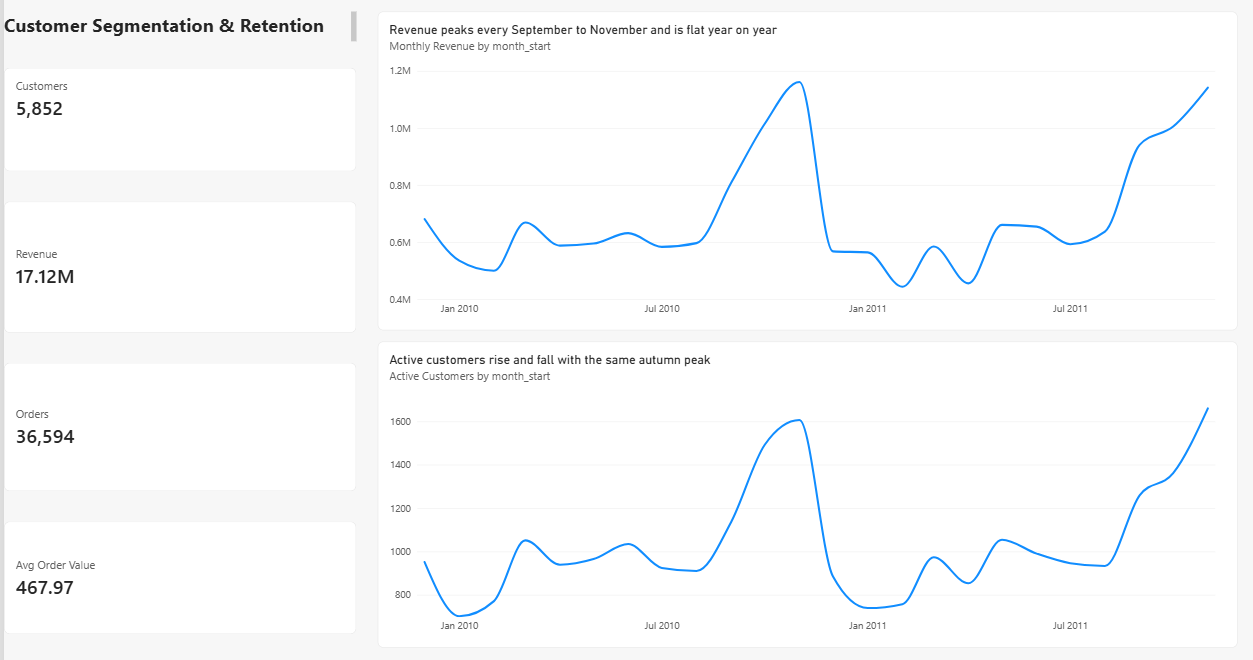 Customer Segmentation & Retention
Customers
5,852
Revenue
17.12M
Orders
36,594
Avg Order Value
467.97
Revenue peaks every September to November and is flat year on year
Monthly Revenue by month_start
1.2M
1.0M
0.8M
0.6M
0.4M
Jan 2010 Jul 2010 Jan 2011 Jul 2011
Active customers rise and fall with the same autumn peak
Active Customers by month_start
1600
1400
1200
1000
800
Jan 2010 Jul 2010 Jan 2011 Jul 2011